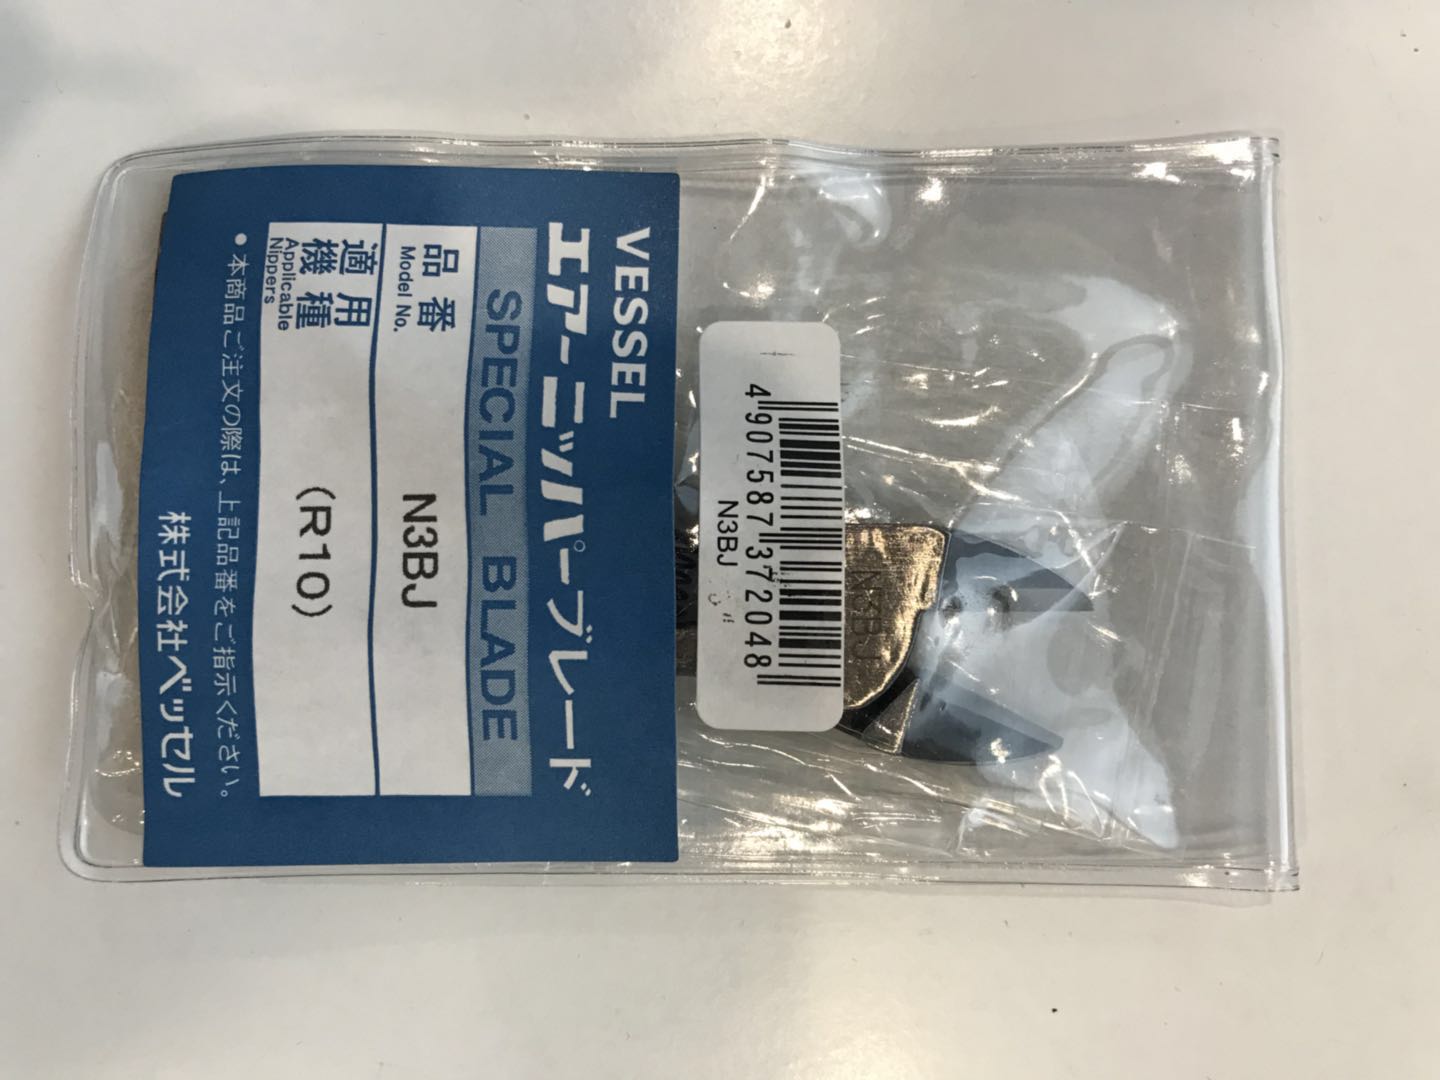 VESSEL
エアーニッパーブレード
SPECIAL BLADE
品番
Model No.
N3BJ
適用
機種
Applicable
Nippers
(R10)
●本商品ご注文の際は、上記品番をご指示ください。
株式会社ベッセル
4907587372048
N3BJ
N3BJ